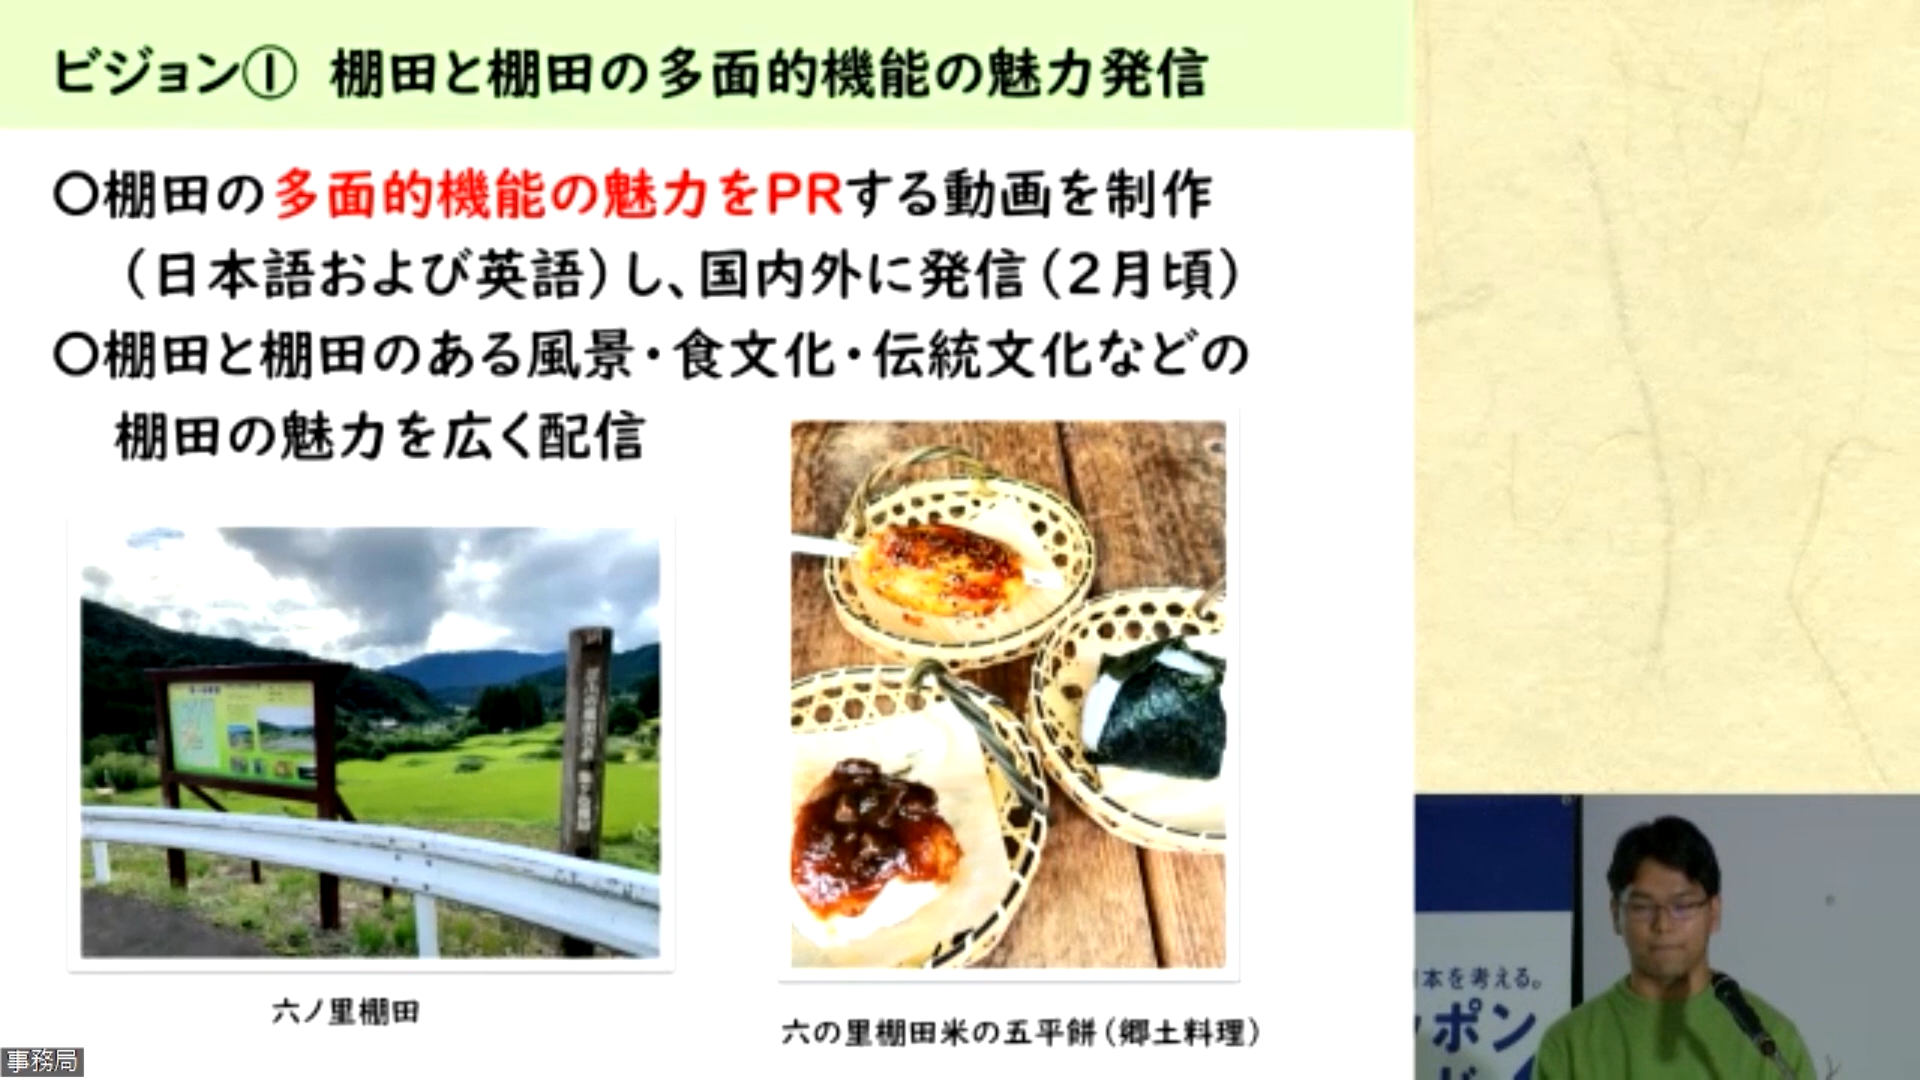 ビジョン① 棚田と棚田の多面的機能の魅力発信
〇棚田の多面的機能の魅力をPRする動画を制作
（日本語および英語）し、国内外に発信（2月頃）
〇棚田と棚田のある風景・食文化・伝統文化などの
棚田の魅力を広く配信
六ノ里棚田
六の里棚田米の五平餅（郷土料理）
本を考える。
ポン
事務局